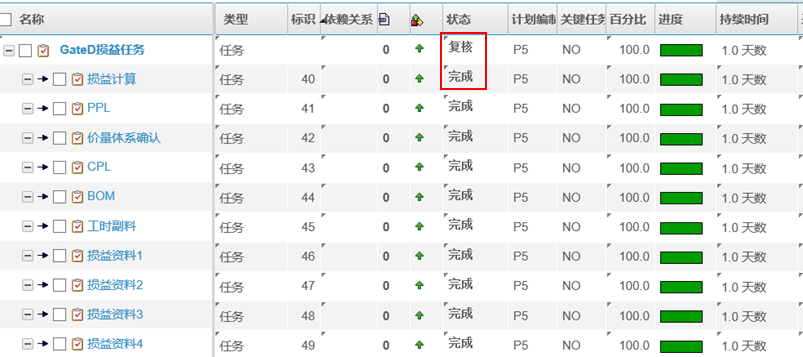 名称 类型 标识 依赖关系 状态 计划编制 关键任务 百分比 进度 持续时间
GateD损益任务 任务 0 复核 P5 NO 100.0 1.0 天数
损益计算 任务 40 0 完成 P5 NO 100.0 1.0 天数
PPL 任务 41 0 完成 P5 NO 100.0 1.0 天数
价量体系确认 任务 42 0 完成 P5 NO 100.0 1.0 天数
CPL 任务 43 0 完成 P5 NO 100.0 1.0 天数
BOM 任务 44 0 完成 P5 NO 100.0 1.0 天数
工时副料 任务 45 0 完成 P5 NO 100.0 1.0 天数
损益资料1 任务 46 0 完成 P5 NO 100.0 1.0 天数
损益资料2 任务 47 0 完成 P5 NO 100.0 1.0 天数
损益资料3 任务 48 0 完成 P5 NO 100.0 1.0 天数
损益资料4 任务 49 0 完成 P5 NO 100.0 1.0 天数